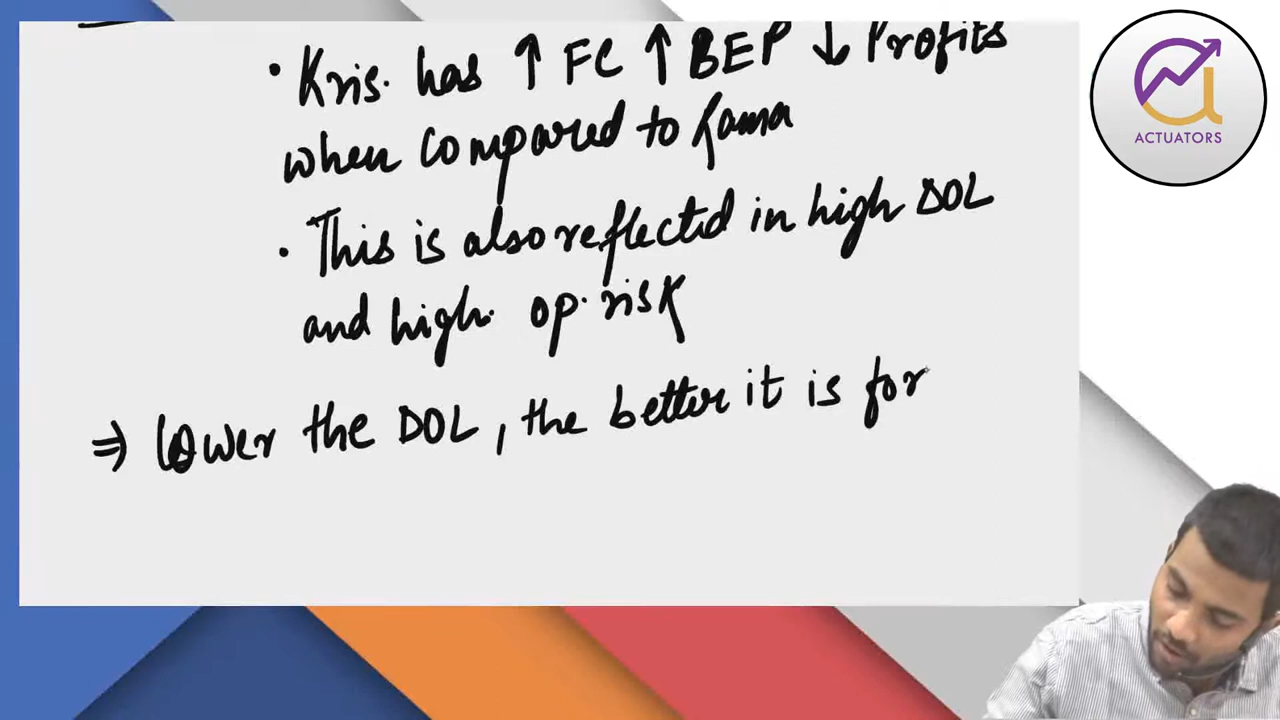 • Kris. has ↑ FC ↑ BEP ↓ Profits
when compared to Rama
• This is also reflected in high DOL
and high. op. risk
⇒ Lower the DOL, the better it is for
ACTUATORS